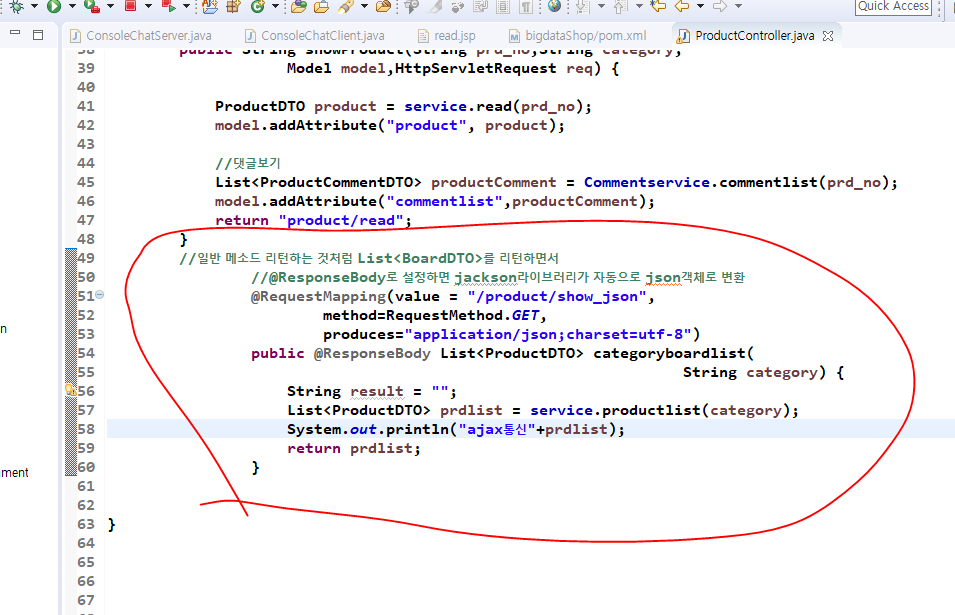 Quick Access
ConsoleChatServer.java
ConsoleChatClient.java
read.jsp
bigdataShop/pom.xml
ProductController.java
38 public String showProduct(String prd_no,String category,
39 Model model,HttpServletRequest req) {
40
41 ProductDTO product = service.read(prd_no);
42 model.addAttribute("product", product);
43
44 //댓글보기
45 List<ProductCommentDTO> productComment = Commentservice.commentlist(prd_no);
46 model.addAttribute("commentlist",productComment);
47 return "product/read";
48 }
49 //일반 메소드 리턴하는 것처럼 List<BoardDTO>를 리턴하면서
50 //@ResponseBody로 설정하면 jackson라이브러리가 자동으로 json객체로 변환
51 @RequestMapping(value = "/product/show_json",
52 method=RequestMethod.GET,
53 produces="application/json;charset=utf-8")
54 public @ResponseBody List<ProductDTO> categoryboardlist(
55 String category) {
56 String result = "";
57 List<ProductDTO> prdlist = service.productlist(category);
58 System.out.println("ajax통신"+prdlist);
59 return prdlist;
60 }
61
62
63 }
64
65
66
67
n
ment